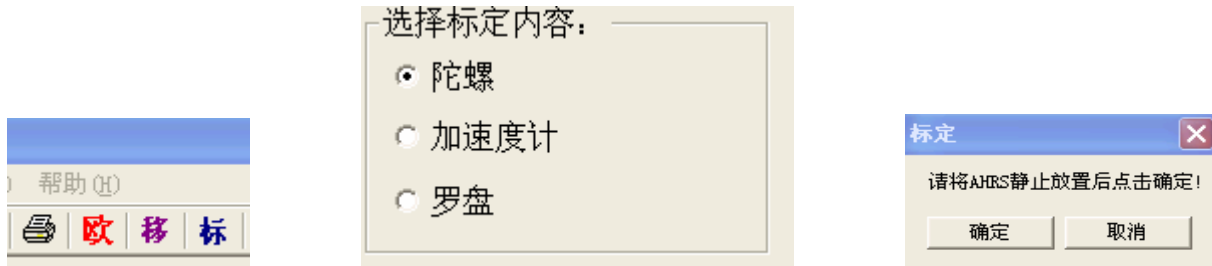 帮助(H)
欧 移 标
选择标定内容：
陀螺
加速度计
罗盘
标定
请将AHRS静止放置后点击确定!
确定 取消